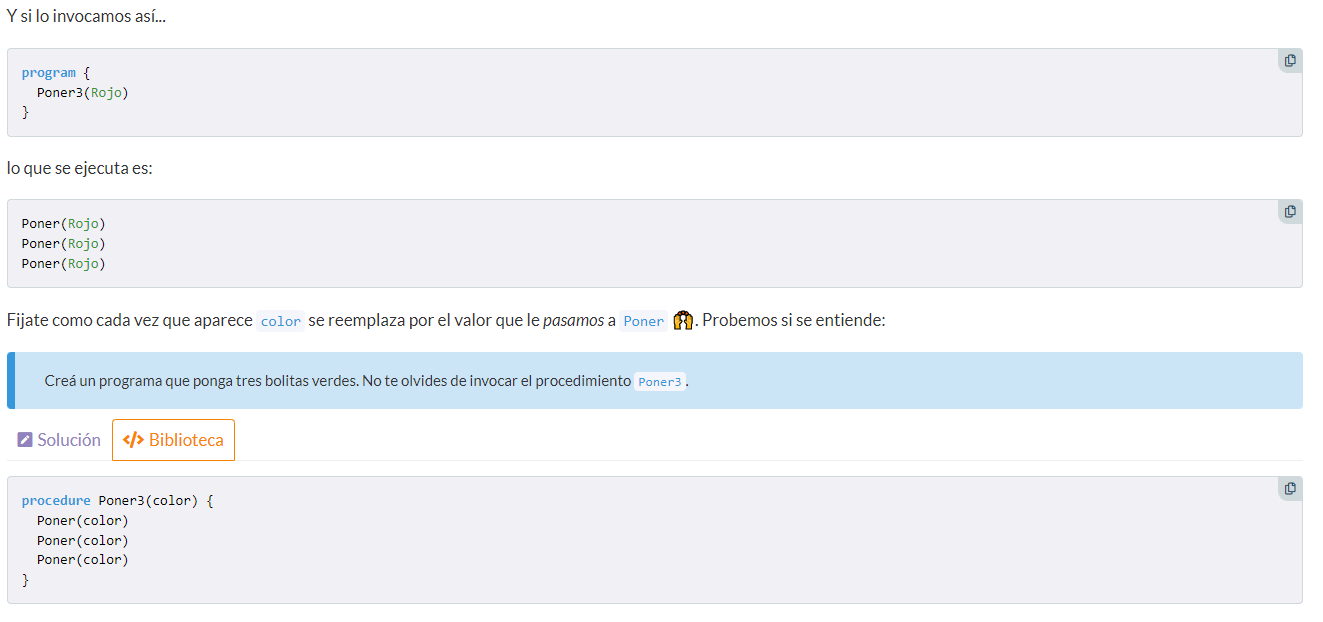 Y si lo invocamos así...
program {
  Poner3(Rojo)
}
lo que se ejecuta es:
Poner(Rojo)
Poner(Rojo)
Poner(Rojo)
Fijate como cada vez que aparece color se reemplaza por el valor que le pasamos a Poner 🙌. Probemos si se entiende:
Creá un programa que ponga tres bolitas verdes. No te olvides de invocar el procedimiento Poner3.
Solución </> Biblioteca
procedure Poner3(color) {
  Poner(color)
  Poner(color)
  Poner(color)
}